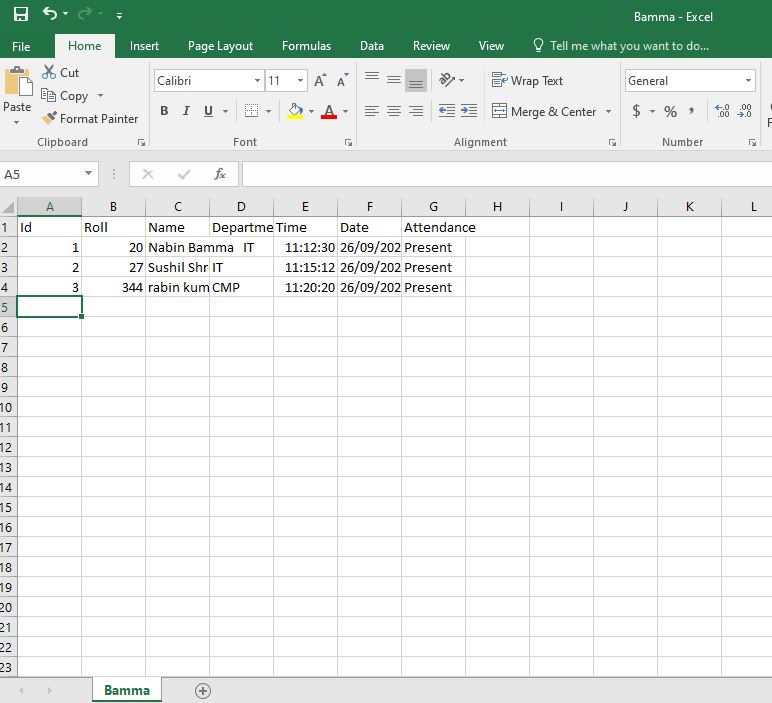 Bamma - Excel
File Home Insert Page Layout Formulas Data Review View Tell me what you want to do...
Paste
Cut
Copy
Format Painter
Clipboard
Calibri 11 A A
B I U A
Font
Wrap Text
Merge & Center
Alignment
General
$ % ,
Number
A5 fx
A B C D E F G H I J K L
1 Id Roll Name Departme Time Date Attendance
2 1 20 Nabin Bamma IT 11:12:30 26/09/202 Present
3 2 27 Sushil Shr IT 11:15:12 26/09/202 Present
4 3 344 rabin kum CMP 11:20:20 26/09/202 Present
5
6
7
8
9
10
11
12
13
14
15
16
17
18
19
20
21
22
23
Bamma